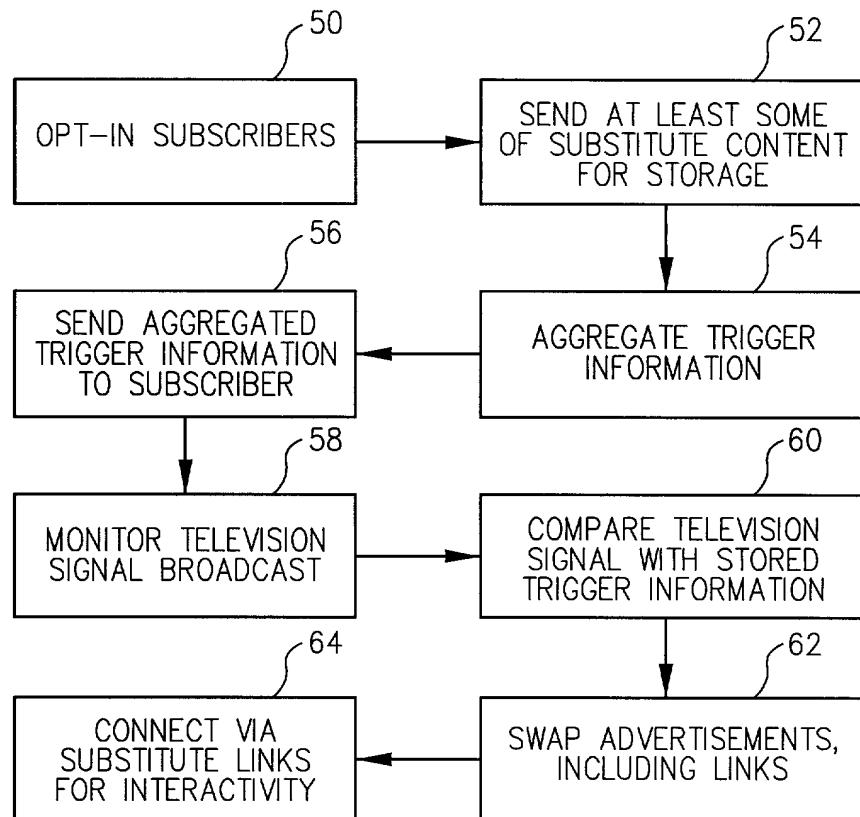 50
OPT-IN SUBSCRIBERS
52
SEND AT LEAST SOME
OF SUBSTITUTE CONTENT
FOR STORAGE
54
AGGREGATE TRIGGER
INFORMATION
56
SEND AGGREGATED
TRIGGER INFORMATION
TO SUBSCRIBER
58
MONITOR TELEVISION
SIGNAL BROADCAST
60
COMPARE TELEVISION
SIGNAL WITH STORED
TRIGGER INFORMATION
62
SWAP ADVERTISEMENTS,
INCLUDING LINKS
64
CONNECT VIA
SUBSTITUTE LINKS
FOR INTERACTIVITY